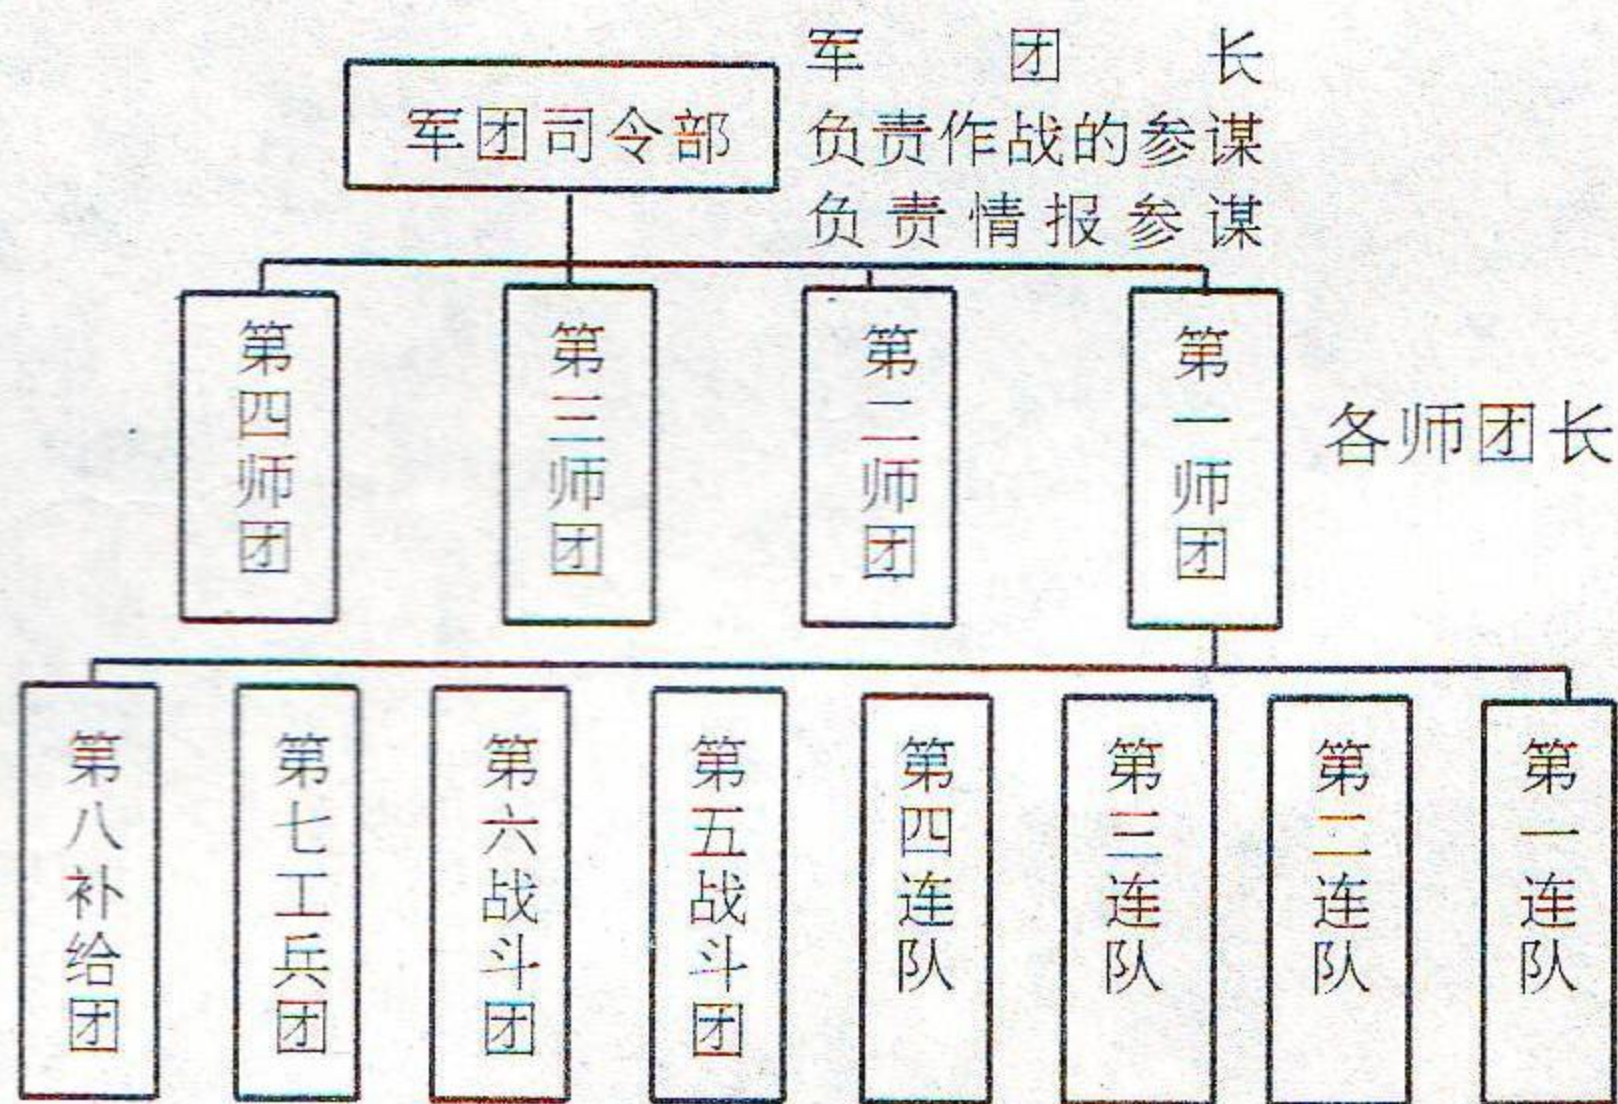 军团司令部
军团长
负责作战的参谋
负责情报参谋
第四师团
第三师团
第二师团
第一师团
各师团长
第八补给团
第七工兵团
第六战斗团
第五战斗团
第四连队
第三连队
第二连队
第一连队